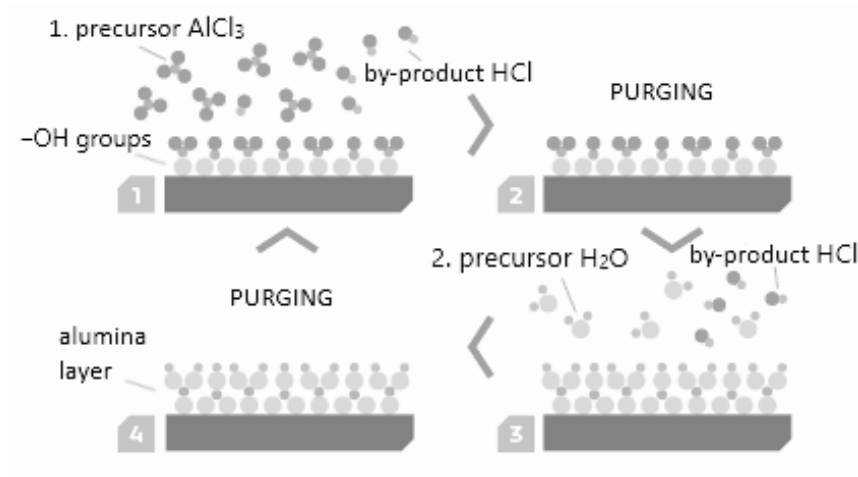 1. precursor AlCl₃
by-product HCl
–OH groups
1
PURGING
2
2. precursor H₂O
by-product HCl
3
PURGING
alumina
layer
4